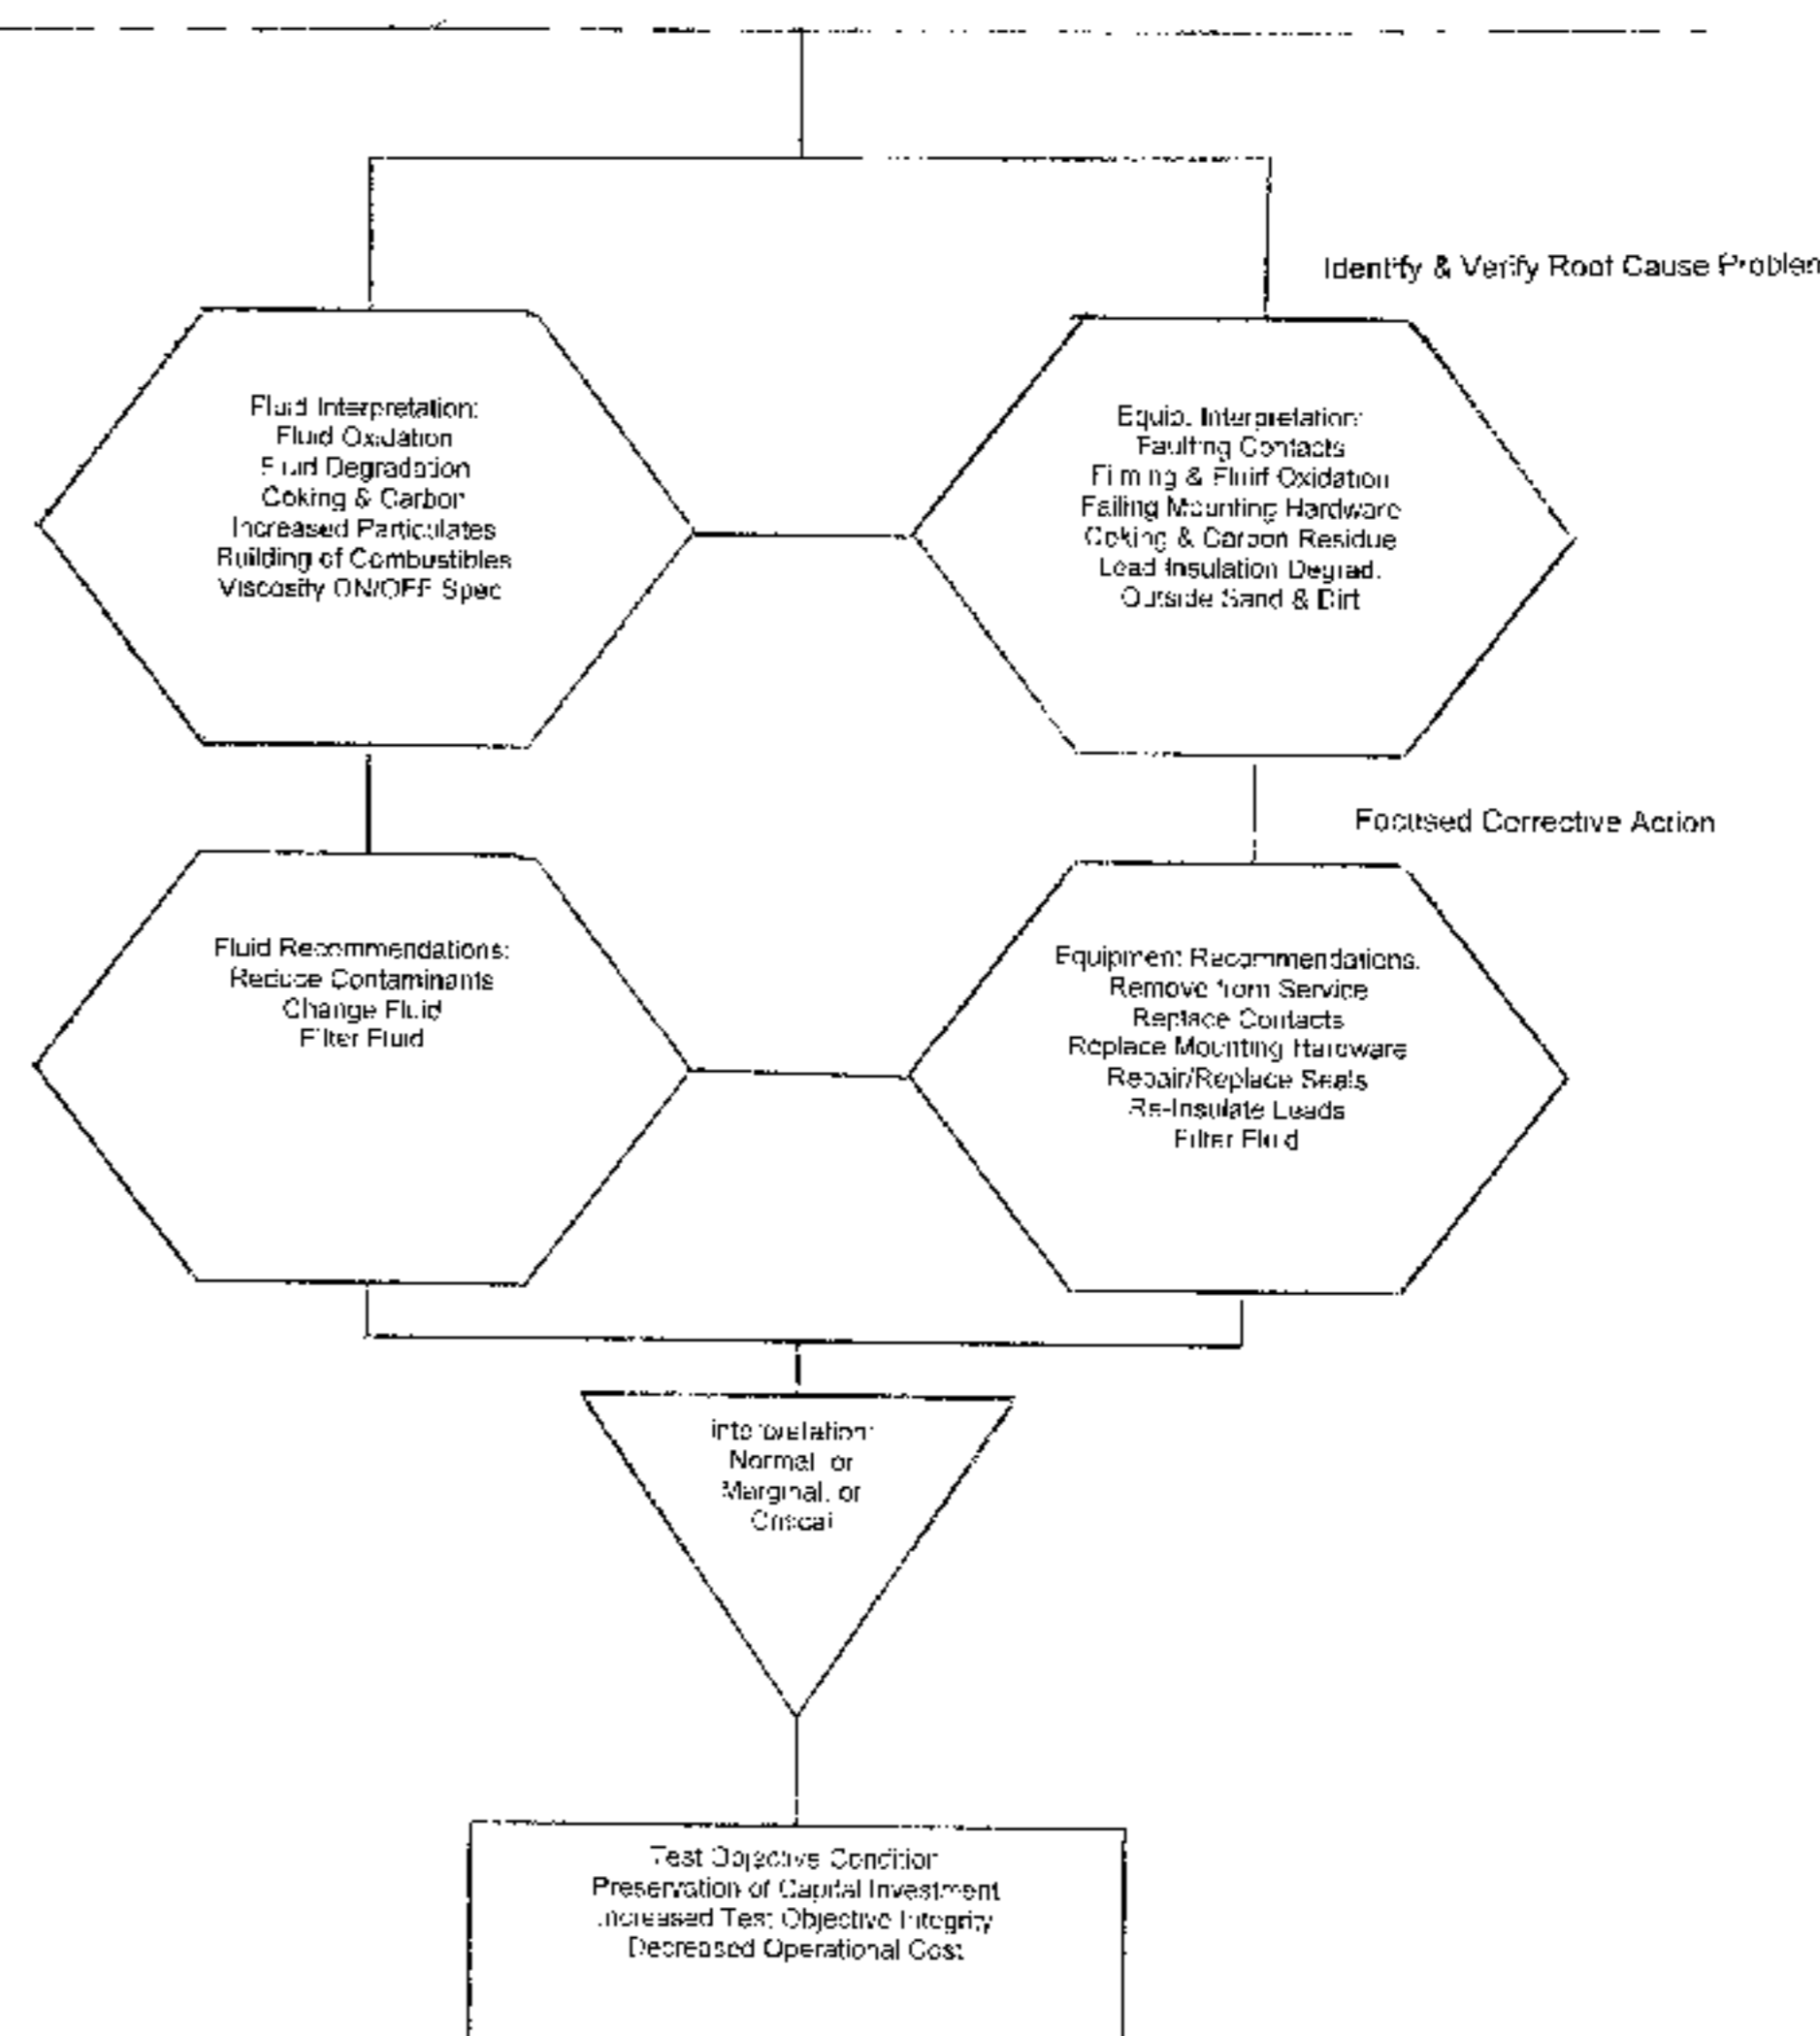 Identify & Verify Root Cause Problem
Fluid Interpretation:
Fluid Oxidation
Fluid Degradation
Coking & Carbon
Increased Particulates
Building of Combustibles
Viscosity ON/OFF Spec
Equip. Interpretation:
Faulting Contacts
Filming & Fluid Oxidation
Failing Mounting Hardware
Coking & Carbon Residue
Lead Insulation Degrad.
Outside Sand & Dirt
Focused Corrective Action
Fluid Recommendations:
Reduce Contaminants
Change Fluid
Filter Fluid
Equipment Recommendations:
Remove from Service
Replace Contacts
Replace Mounting Hardware
Repair/Replace Seals
Re-Insulate Leads
Filter Fluid
Interpretation:
Normal, or
Marginal, or
Critical
Test Objective Condition
Preservation of Capital Investment
Increased Test Objective Integrity
Decreased Operational Cost